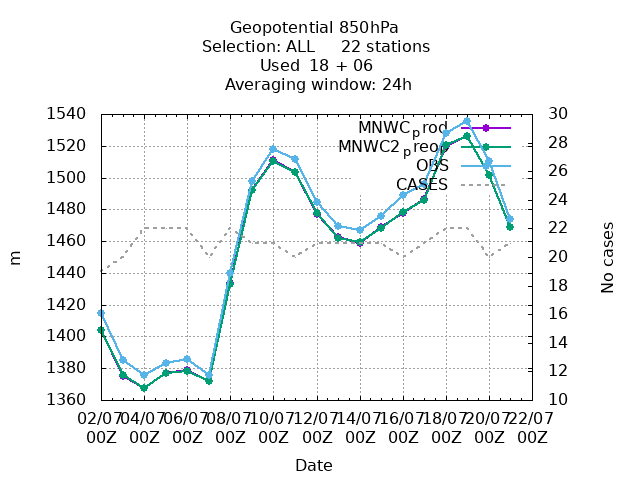 Geopotential 850hPa
Selection: ALL     22 stations
Used  18 + 06
Averaging window: 24h
MNWC_prod
MNWC2_preop
OBS
CASES
1540
1520
1500
1480
1460
1440
1420
1400
1380
1360
m
30
28
26
24
22
20
18
16
14
12
10
No cases
02/07 04/07 06/07 08/07 10/07 12/07 14/07 16/07 18/07 20/07 22/07
00Z 00Z 00Z 00Z 00Z 00Z 00Z 00Z 00Z 00Z 00Z
Date